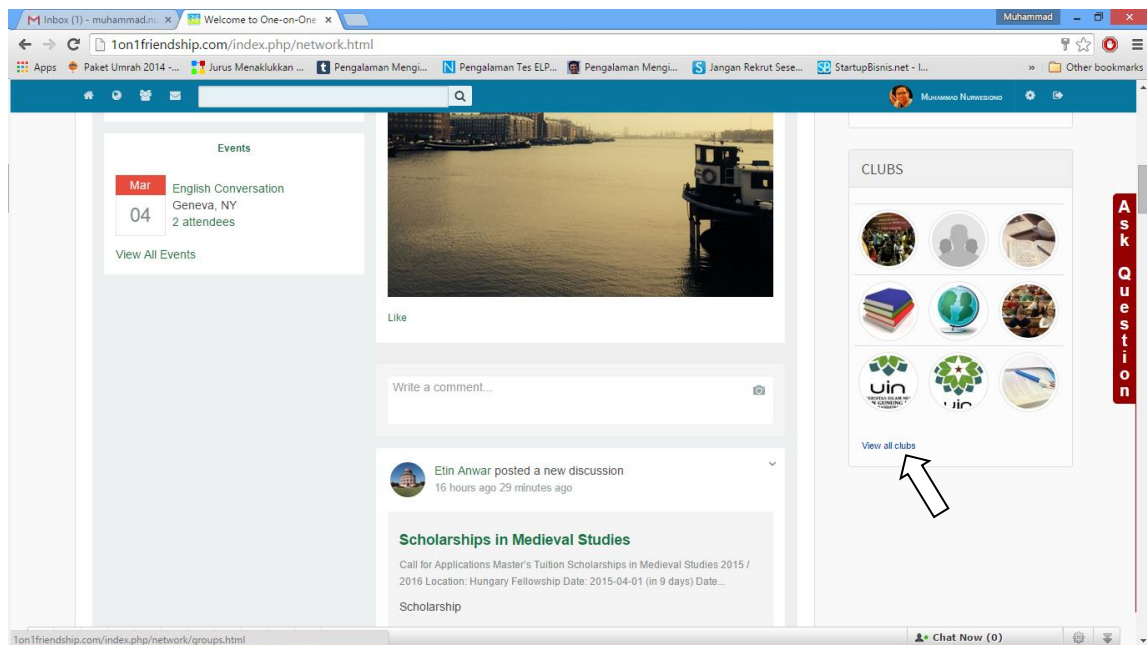 Inbox (1) - muhammad.nu
Welcome to One-on-One
Muhammad
1on1friendship.com/index.php/network.html
Apps
Paket Umrah 2014 -...
Jurus Menaklukkan ...
Pengalaman Mengi...
Pengalaman Tes ELP...
Pengalaman Mengi...
Jangan Rekrut Sese...
StartupBisnis.net - I...
»
Other bookmarks
Muhammad Nurwegiono
Events
Mar
04
English Conversation
Geneva, NY
2 attendees
View All Events
Like
Write a comment...
Etin Anwar posted a new discussion
16 hours ago 29 minutes ago
Scholarships in Medieval Studies
Call for Applications Master's Tuition Scholarships in Medieval Studies 2015 /
2016 Location: Hungary Fellowship Date: 2015-04-01 (in 9 days) Date...
Scholarship
CLUBS
uin
uin
View all clubs
Ask Question
1on1friendship.com/index.php/network/groups.html
Chat Now (0)